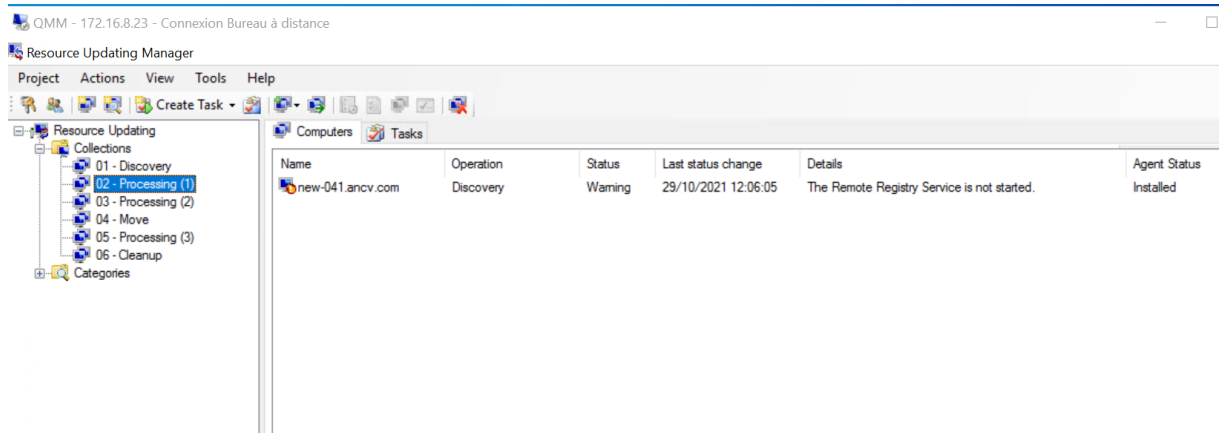 QMM - 172.16.8.23 - Connexion Bureau à distance
Resource Updating Manager
Project Actions View Tools Help
Create Task
Resource Updating
Collections
01 - Discovery
02 - Processing (1)
03 - Processing (2)
04 - Move
05 - Processing (3)
06 - Cleanup
Categories
Computers Tasks
Name Operation Status Last status change Details Agent Status
new-041.ancv.com Discovery Warning 29/10/2021 12:06:05 The Remote Registry Service is not started. Installed